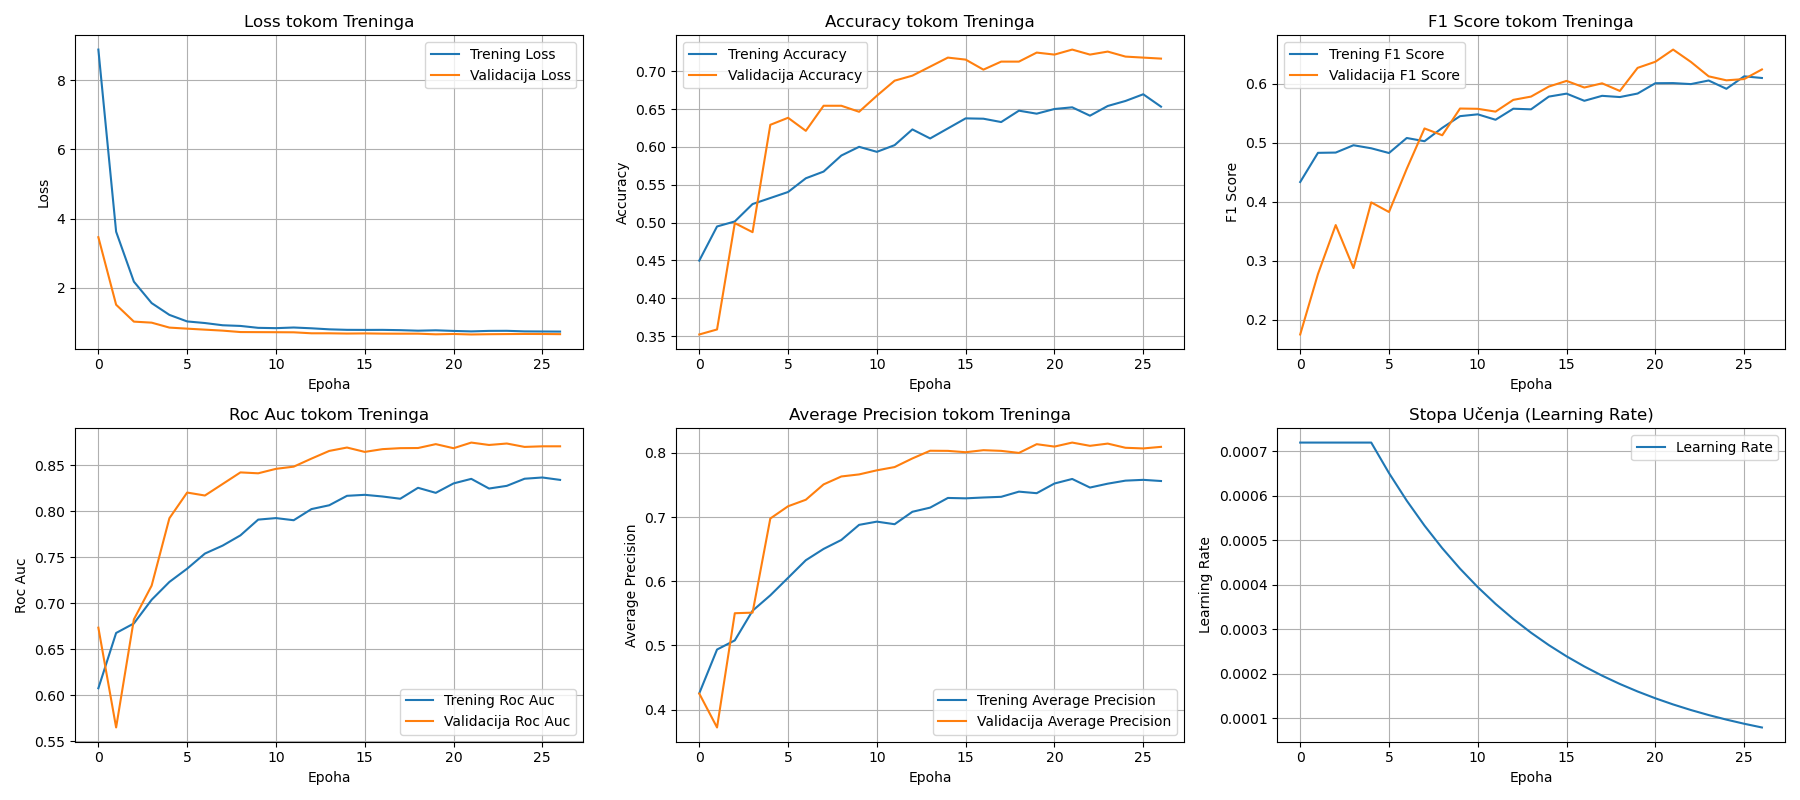 Loss tokom Treninga
Loss
8
6
4
2
Trening Loss
Validacija Loss
0 5 10 15 20 25
Epoha
Accuracy tokom Treninga
Accuracy
0.70
0.65
0.60
0.55
0.50
0.45
0.40
0.35
Trening Accuracy
Validacija Accuracy
0 5 10 15 20 25
Epoha
F1 Score tokom Treninga
F1 Score
0.6
0.5
0.4
0.3
0.2
Trening F1 Score
Validacija F1 Score
0 5 10 15 20 25
Epoha
Roc Auc tokom Treninga
Roc Auc
0.85
0.80
0.75
0.70
0.65
0.60
0.55
Trening Roc Auc
Validacija Roc Auc
0 5 10 15 20 25
Epoha
Average Precision tokom Treninga
Average Precision
0.8
0.7
0.6
0.5
0.4
Trening Average Precision
Validacija Average Precision
0 5 10 15 20 25
Epoha
Stopa Učenja (Learning Rate)
Learning Rate
0.0007
0.0006
0.0005
0.0004
0.0003
0.0002
0.0001
Learning Rate
0 5 10 15 20 25
Epoha